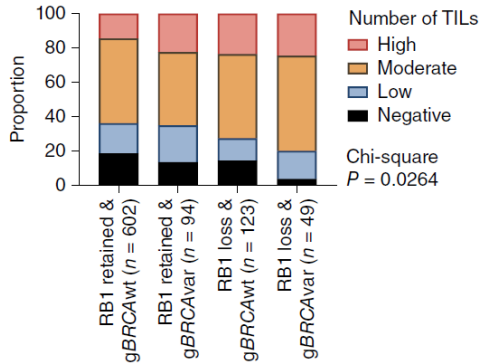 Proportion
100
80
60
40
20
0
RB1 retained &
gBRCAwt (n = 602)
RB1 retained &
gBRCAvar (n = 94)
RB1 loss &
gBRCAwt (n = 123)
RB1 loss &
gBRCAvar (n = 49)
Number of TILs
High
Moderate
Low
Negative
Chi-square
P = 0.0264